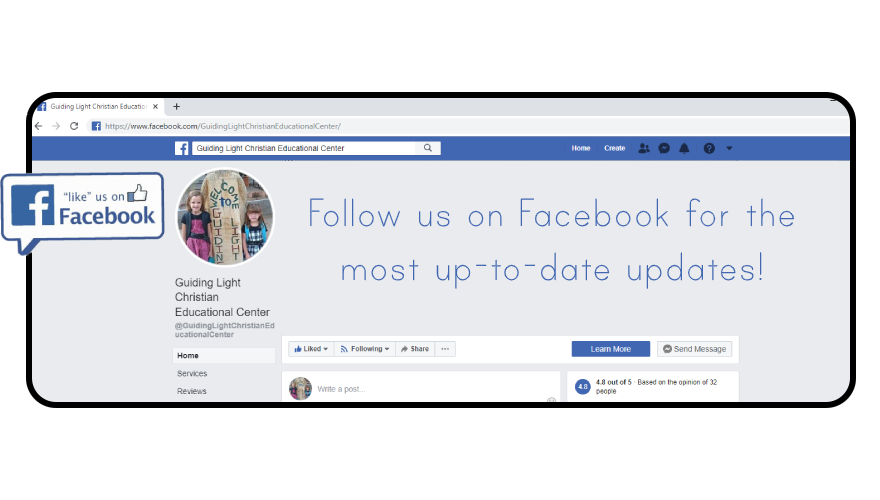 Guiding Light Christian Educatio
https://www.facebook.com/GuidingLightChristianEducationalCenter/
Guiding Light Christian Educational Center
Home
Create
"like" us on
Facebook
WELCOME
to
GUIDING
LIGHT
Follow us on Facebook for the
most up-to-date updates!
Guiding Light
Christian
Educational Center
@GuidingLightChristianEd
ucationalCenter
Home
Services
Reviews
Liked
Following
Share
Learn More
Send Message
Write a post...
4.8
4.8 out of 5 · Based on the opinion of 32
people